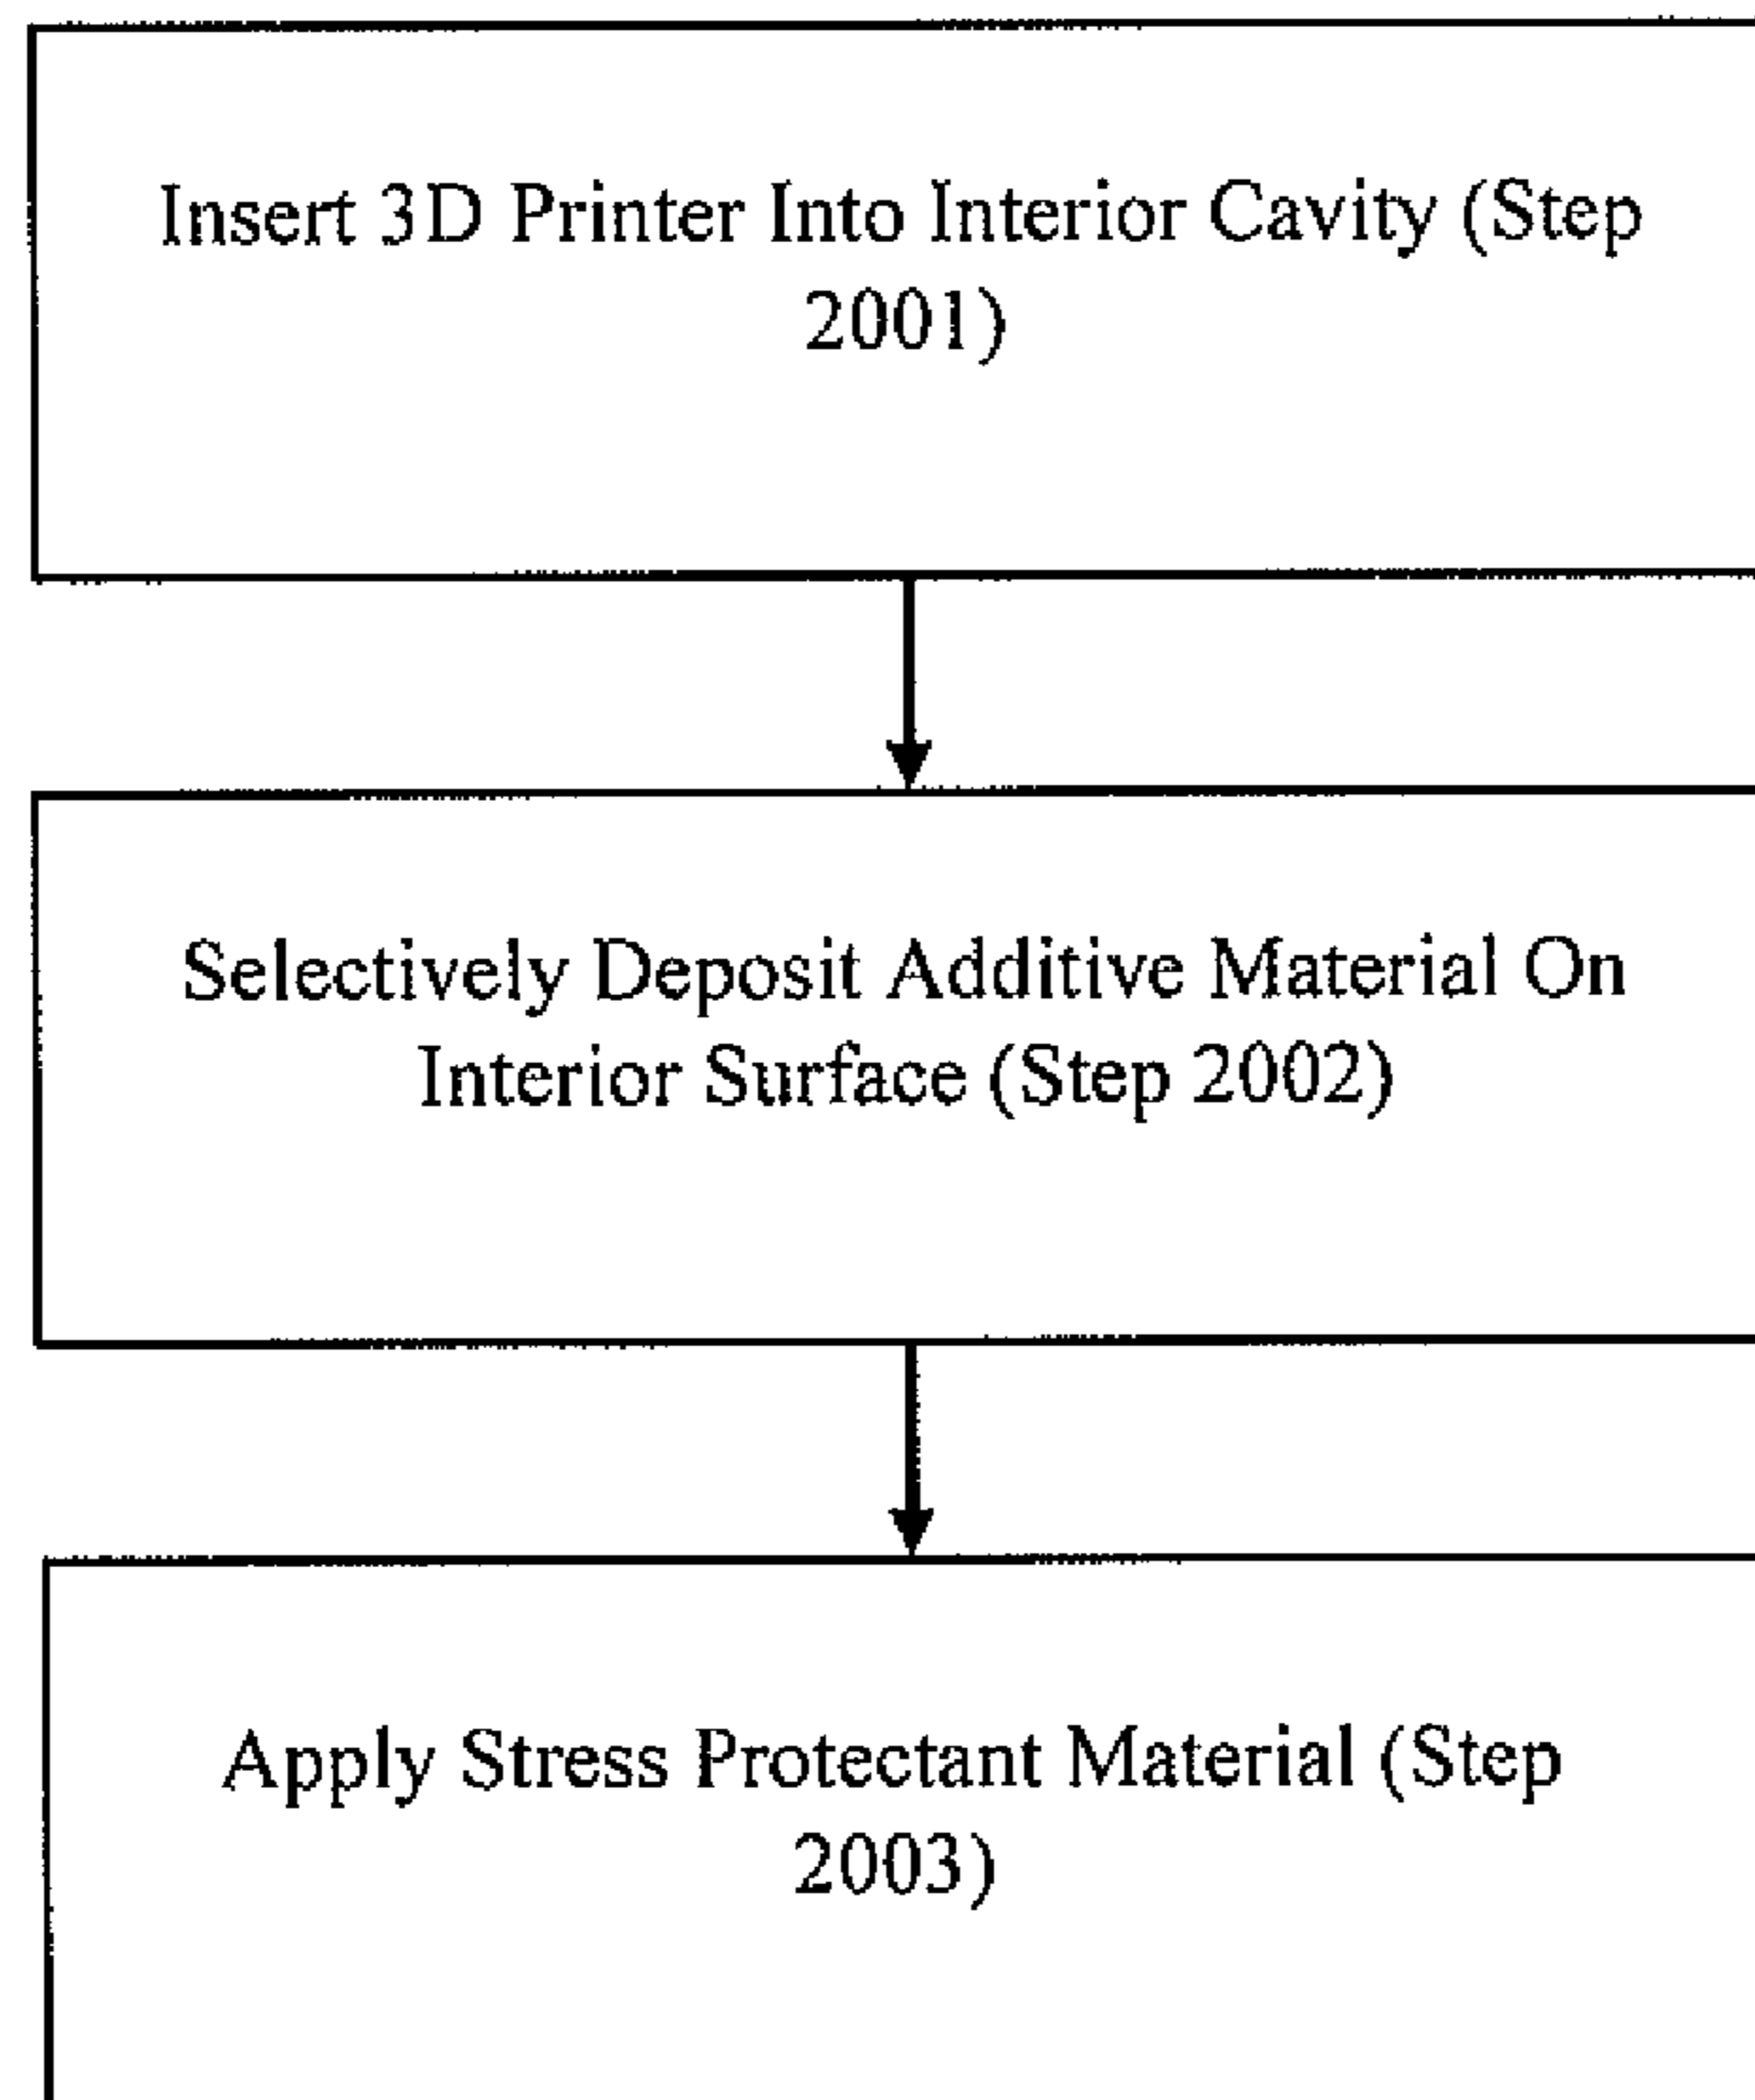 Insert 3D Printer Into Interior Cavity (Step
2001)
Selectively Deposit Additive Material On
Interior Surface (Step 2002)
Apply Stress Protectant Material (Step
2003)